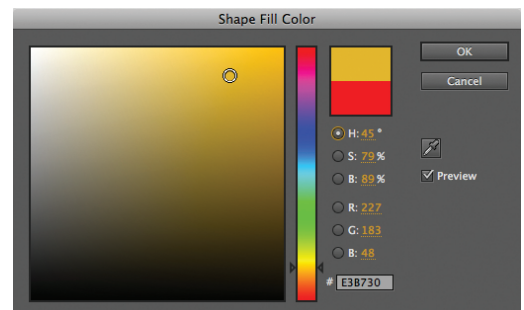 Shape Fill Color
OK
Cancel
H: 45 °
S: 79 %
B: 89 %
Preview
R: 227
G: 183
B: 48
# E3B730